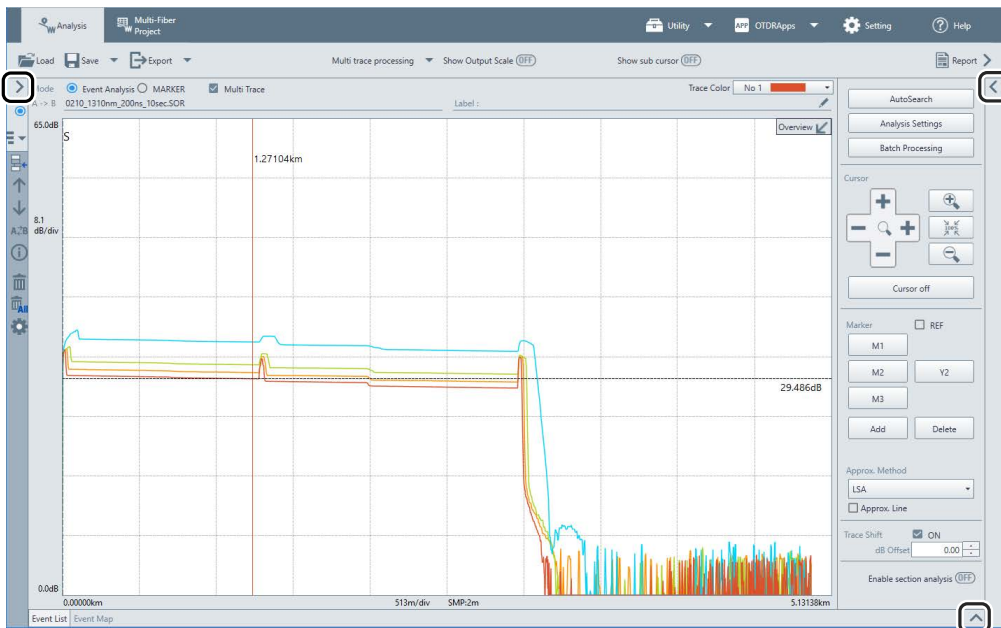 Analysis
Multi-Fiber
Project
Utility
APP OTDRApps
Setting
? Help
Load
Save
Export
Multi trace processing
Show Output Scale OFF
Show sub cursor OFF
Report
Mode Event Analysis MARKER Multi Trace
Trace Color No 1
A -> B 0210_1310nm_200ns_10sec.SOR
Label :
65.0dB
S
Overview
1.27104km
8.1
dB/div
29.486dB
0.0dB
0.00000km
513m/div
SMP:2m
5.13138km
Event List
Event Map
All
AutoSearch
Analysis Settings
Batch Processing
Cursor
100%
Cursor off
Marker
REF
M1
M2
Y2
M3
Add
Delete
Approx. Method
LSA
Approx. Line
Trace Shift ON
dB Offset 0.00
Enable section analysis OFF